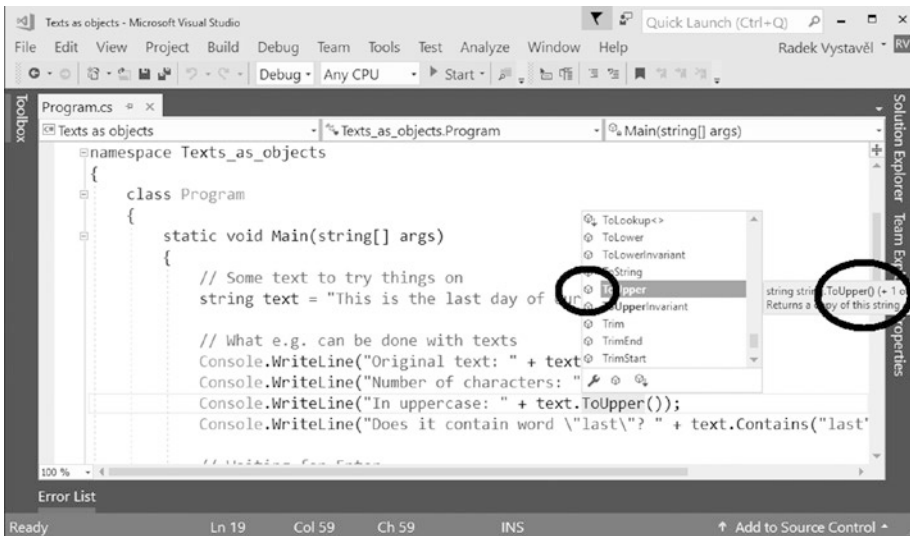 Texts as objects - Microsoft Visual Studio
Quick Launch (Ctrl+Q)
File Edit View Project Build Debug Team Tools Test Analyze Window Help
Radek Vystavěl RV
Debug Any CPU Start
Toolbox
Program.cs
C# Texts as objects Texts_as_objects.Program Main(string[] args)
namespace Texts_as_objects
{
class Program
{
static void Main(string[] args)
{
// Some text to try things on
string text = "This is the last day of our
// What e.g. can be done with texts
Console.WriteLine("Original text: " + text
Console.WriteLine("Number of characters: "
Console.WriteLine("In uppercase: " + text.ToUpper());
Console.WriteLine("Does it contain word \"last\"? " + text.Contains("last"
// Waiting for Enter
ToLookup<>
ToLower
ToLowerInvariant
ToString
ToUpper
ToUpperInvariant
Trim
TrimEnd
TrimStart
string string.ToUpper() (+ 1 o
Returns a copy of this string
Solution Explorer
Team
Properties
100 %
Error List
Ready Ln 19 Col 59 Ch 59 INS Add to Source Control